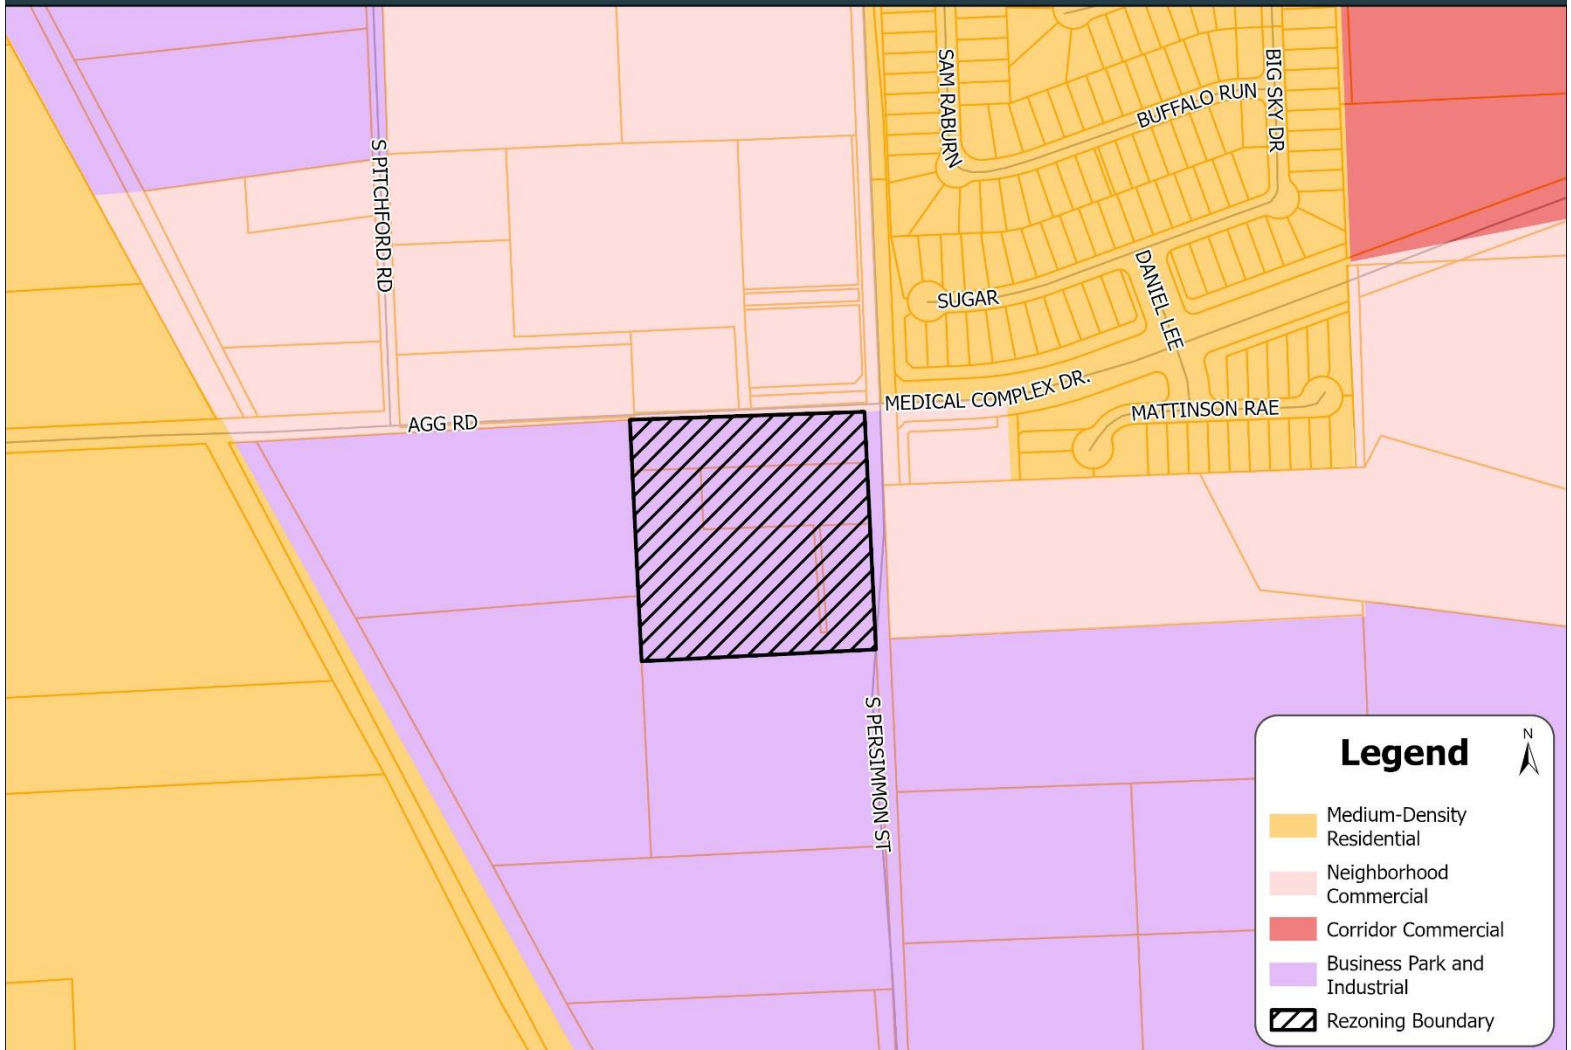 SAM RABURN
BIG SKY DR
BUFFALO RUN
S PITCHFORD RD
DANIEL LEE
SUGAR
MEDICAL COMPLEX DR.
MATTINSON RAE
AGG RD
S PERSIMMON ST
Legend
N
Medium-Density
Residential
Neighborhood
Commercial
Corridor Commercial
Business Park and
Industrial
Rezoning Boundary